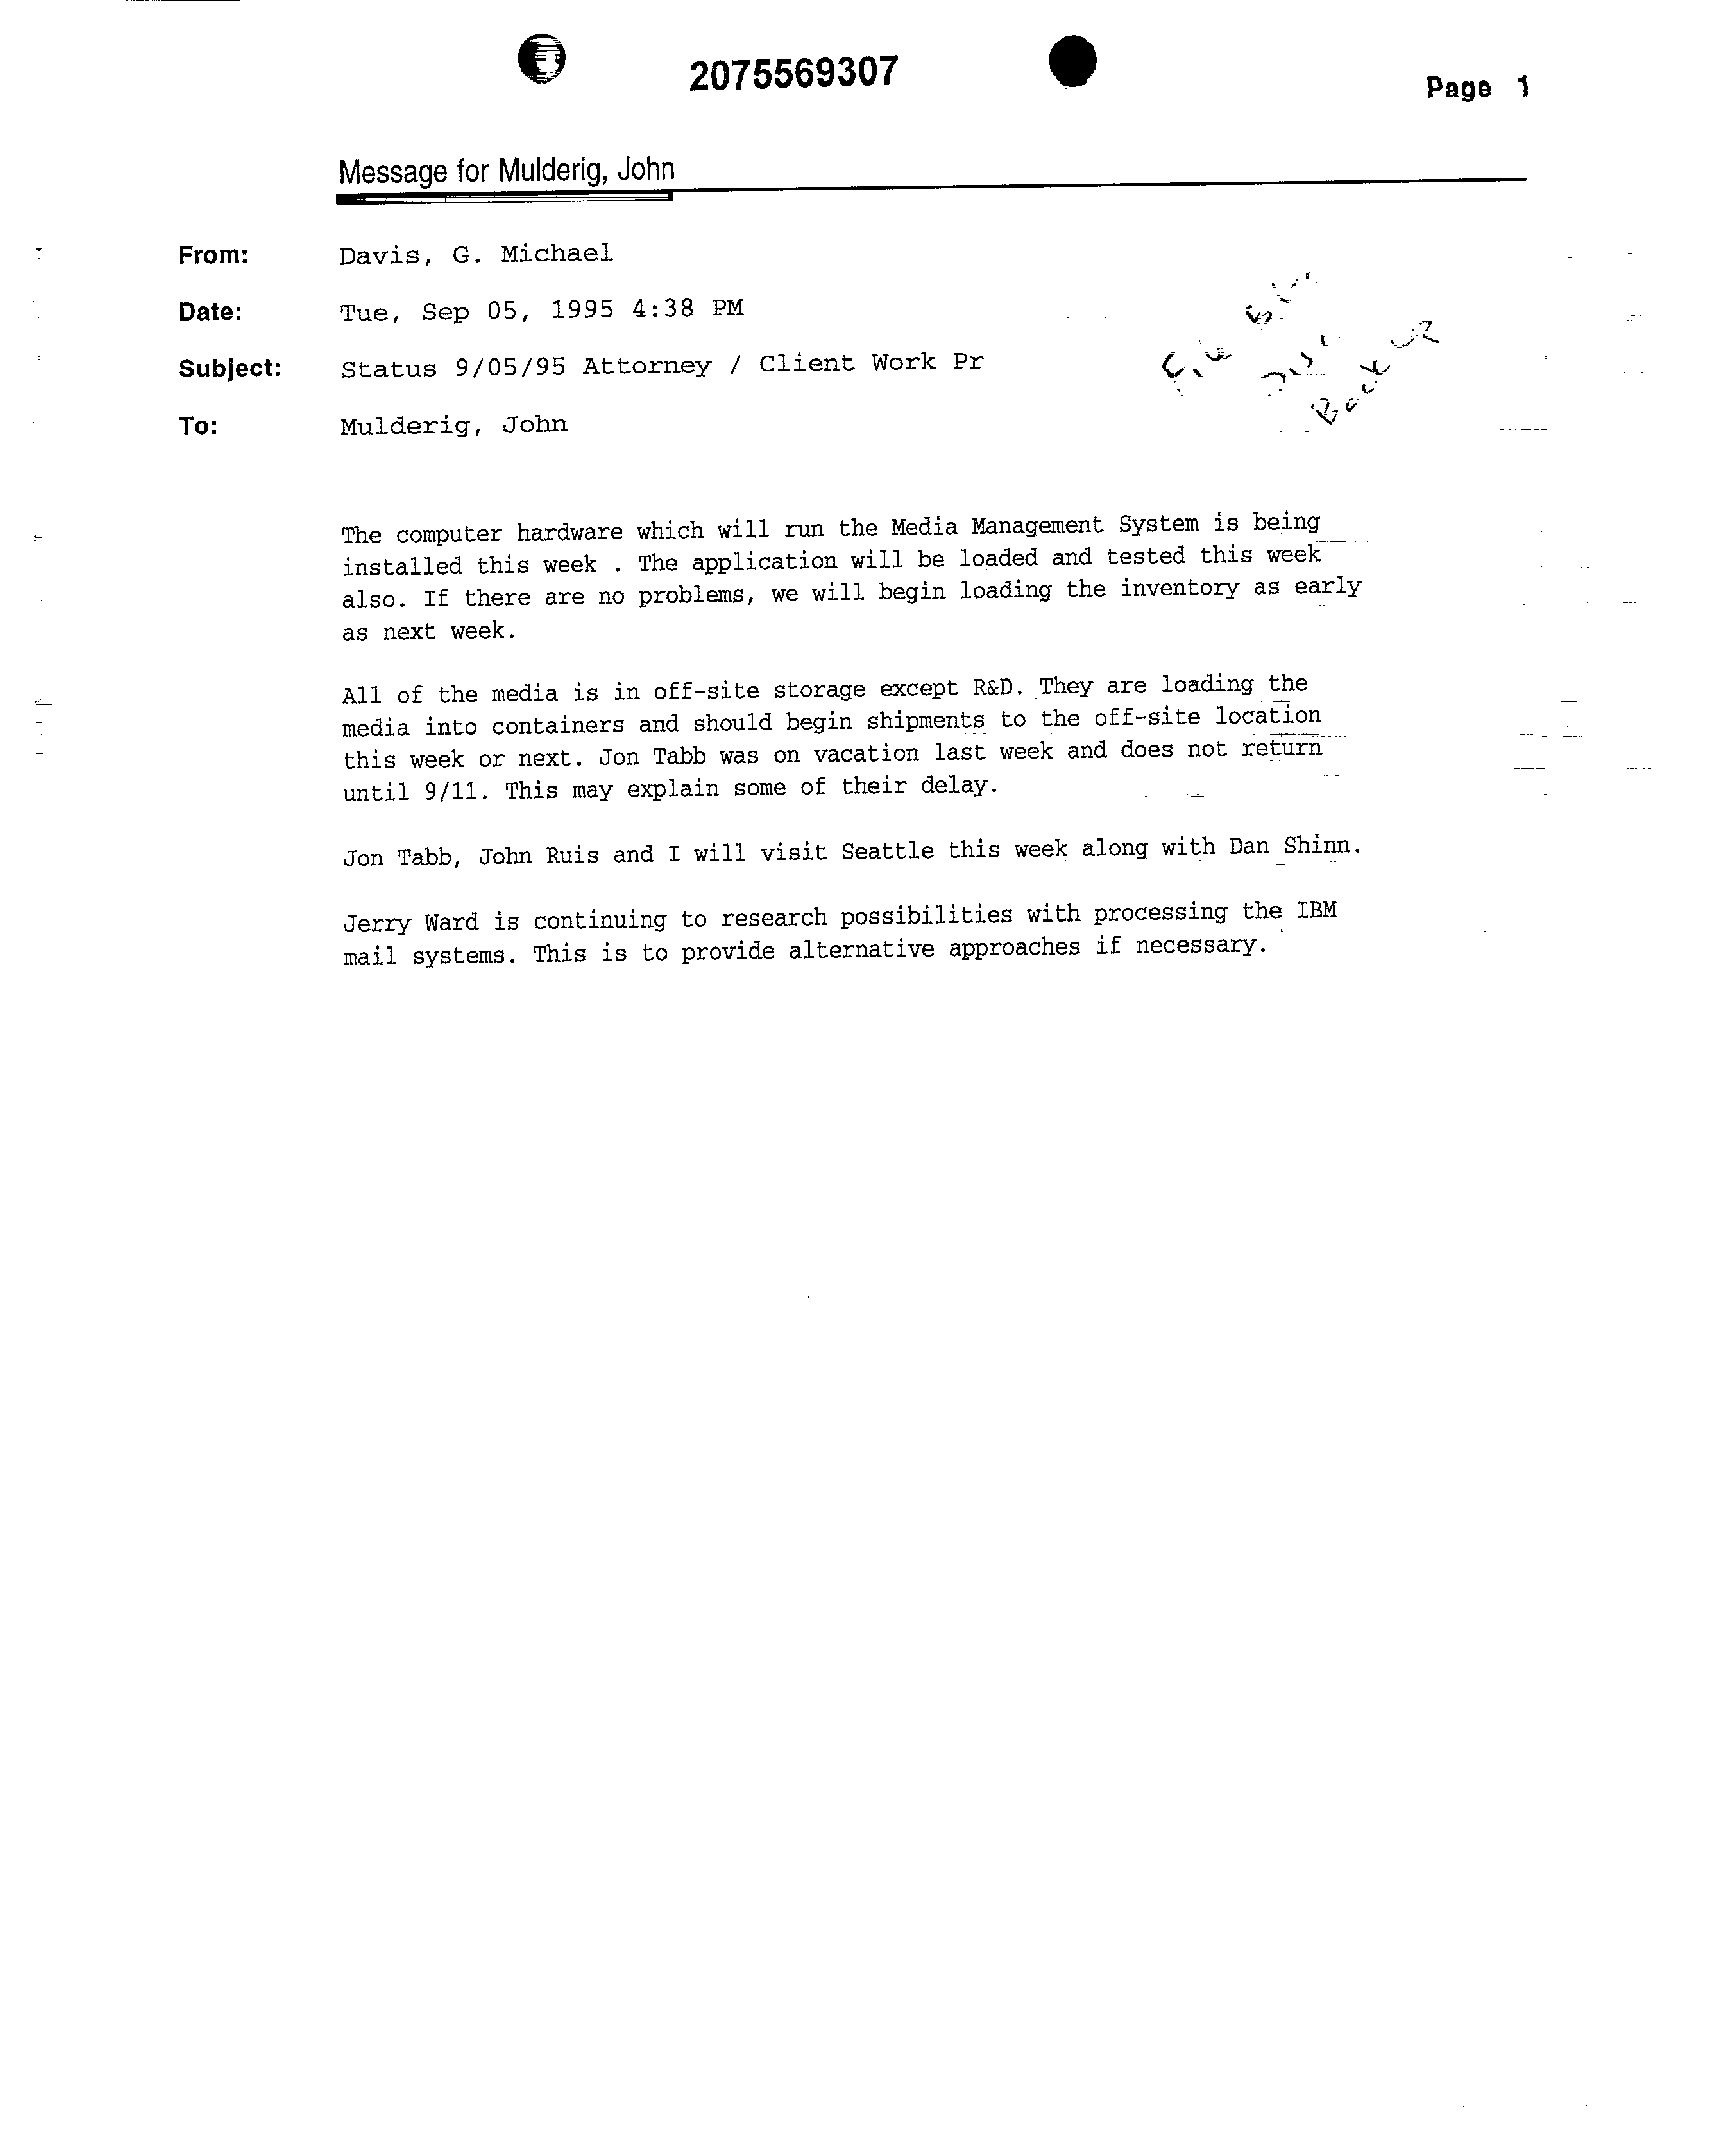 2075569307
Page 1
Message for Mulderig, John
From: Davis, G. Michael
Date: Tue, Sep 05, 1995 4:38 PM
Subject: Status 9/05/95 Attorney / Client Work Pr
To: Mulderig, John
Back
The computer hardware which will run the Media Management System is being
installed this week . The application will be loaded and tested this week
also. If there are no problems, we will begin loading the inventory as early
as next week.
All of the media is in off-site storage except R&D. They are loading the
media into containers and should begin shipments to the off-site location
this week or next. Jon Tabb was on vacation last week and does not return
until 9/11. This may explain some of their delay.
Jon Tabb, John Ruis and I will visit Seattle this week along with Dan Shinn.
Jerry Ward is continuing to research possibilities with processing the IBM
mail systems. This is to provide alternative approaches if necessary.